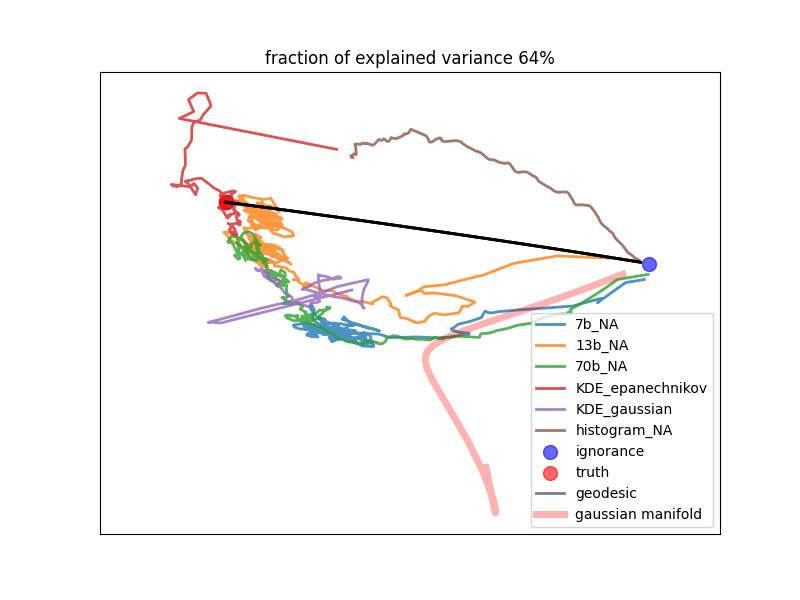 fraction of explained variance 64%
7b_NA
13b_NA
70b_NA
KDE_epanechnikov
KDE_gaussian
histogram_NA
ignorance
truth
geodesic
gaussian manifold